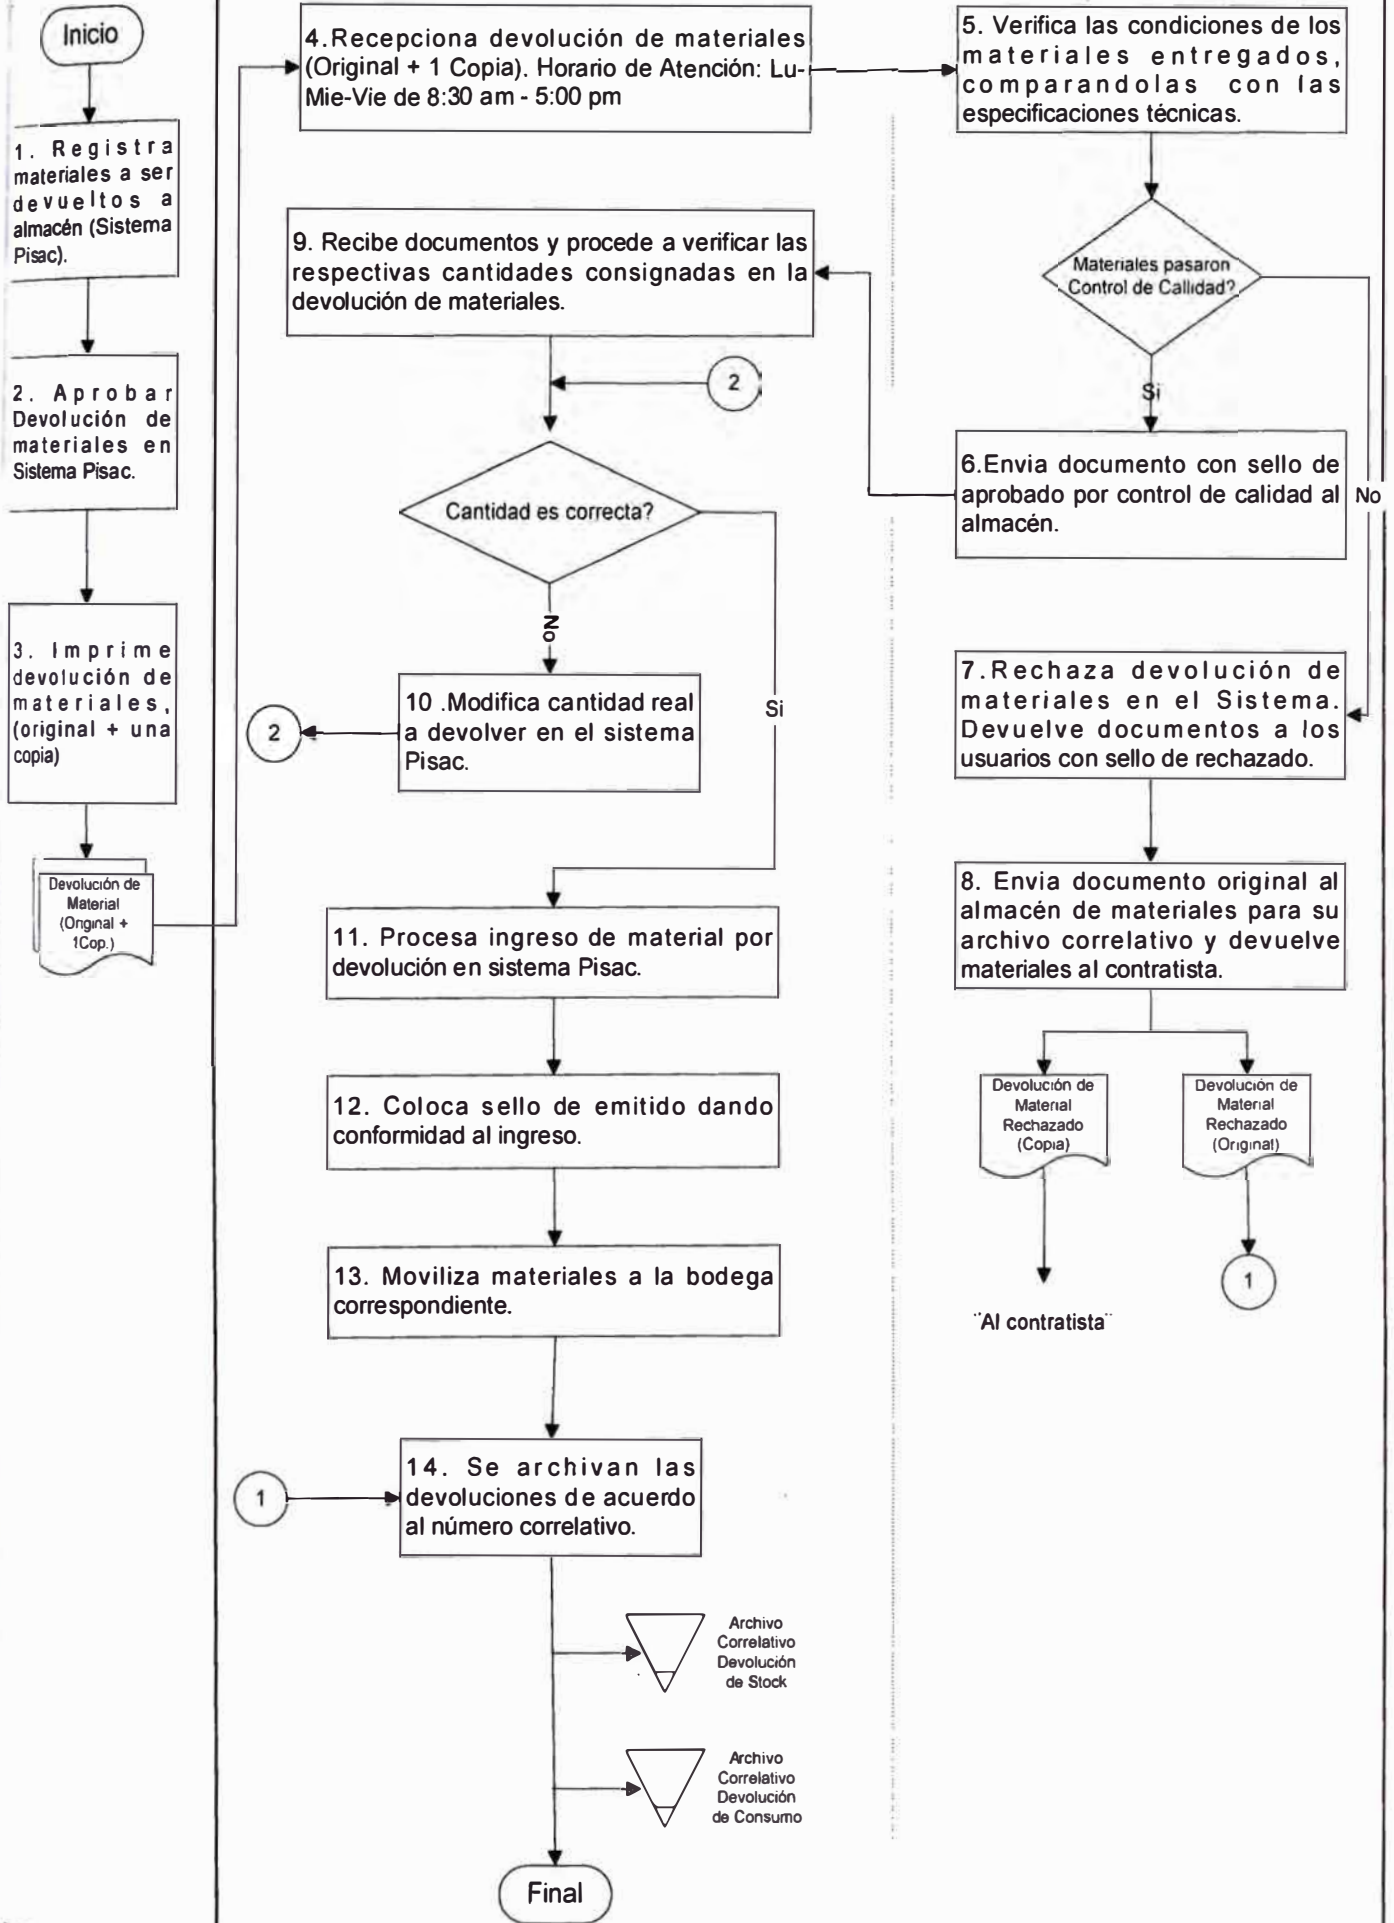 Inicio
1. Registra
materiales a ser
devueltos a
almacén (Sistema
Pisac).
2. Aprobar
Devolución de
materiales en
Sistema Pisac.
3. Imprime
devolución de
materiales,
(original + una
copia)
Devolución de
Material
(Original +
1Cop.)
4.Recepciona devolución de materiales
(Original + 1 Copia). Horario de Atención: Lu-
Mie-Vie de 8:30 am - 5:00 pm
5. Verifica las condiciones de los
materiales entregados,
comparandolas con las
especificaciones técnicas.
Materiales pasaron
Control de Callidad?
Si
No
6.Envia documento con sello de
aprobado por control de calidad al
almacén.
7.Rechaza devolución de
materiales en el Sistema.
Devuelve documentos a los
usuarios con sello de rechazado.
8. Envia documento original al
almacén de materiales para su
archivo correlativo y devuelve
materiales al contratista.
Devolución de
Material
Rechazado
(Copia)
Devolución de
Material
Rechazado
(Original)
¨Al contratista¨
1
9. Recibe documentos y procede a verificar las
respectivas cantidades consignadas en la
devolución de materiales.
2
Cantidad es correcta?
No
Si
10 .Modifica cantidad real
a devolver en el sistema
Pisac.
2
11. Procesa ingreso de material por
devolución en sistema Pisac.
12. Coloca sello de emitido dando
conformidad al ingreso.
13. Moviliza materiales a la bodega
correspondiente.
14. Se archivan las
devoluciones de acuerdo
al número correlativo.
1
Archivo
Correlativo
Devolución
de Stock
Archivo
Correlativo
Devolución
de Consumo
Final